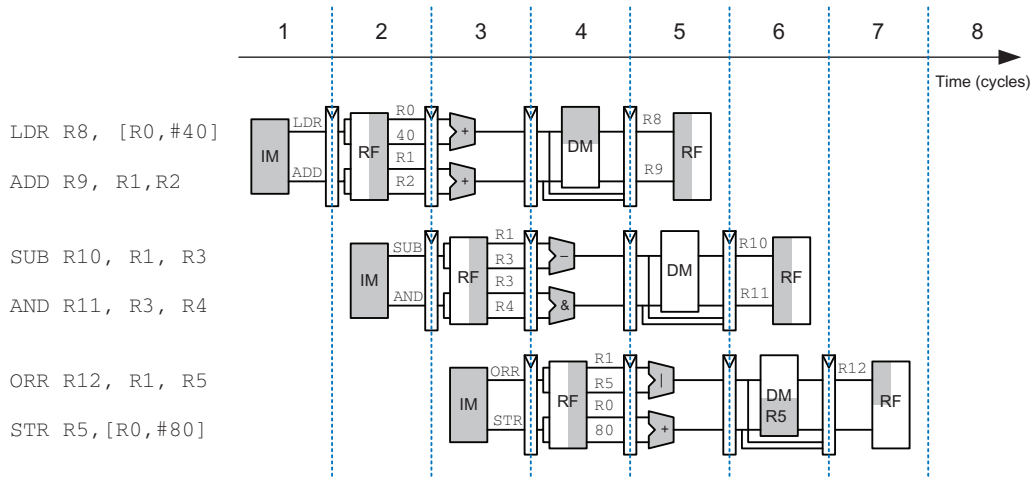 1 2 3 4 5 6 7 8
Time (cycles)
LDR R8, [R0,#40]
ADD R9, R1,R2
IM LDR ADD RF R0 40 R1 R2 + + DM R8 R9 RF
SUB R10, R1, R3
AND R11, R3, R4
IM SUB AND RF R1 R3 R3 R4 − & DM R10 R11 RF
ORR R12, R1, R5
STR R5,[R0,#80]
IM ORR STR RF R1 R5 R0 80 | + DM R5 R12 RF